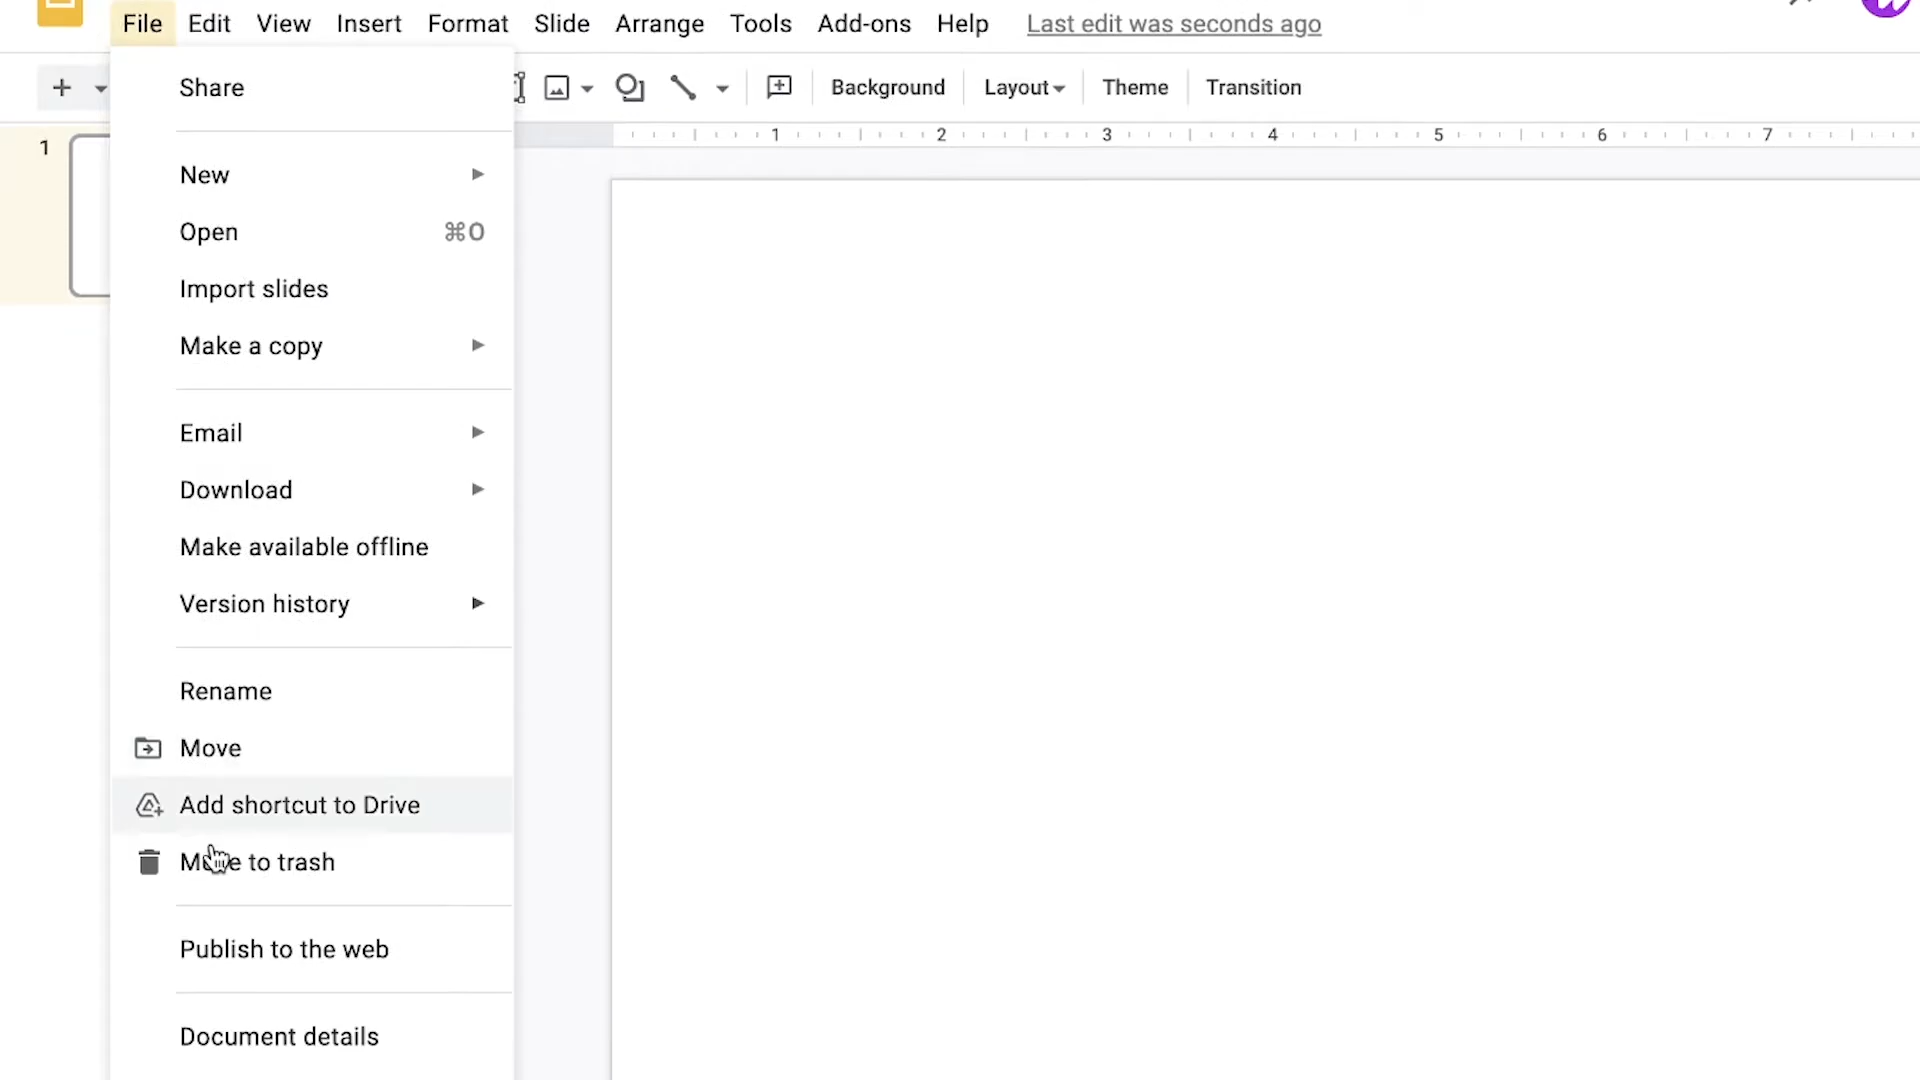 File Edit View Insert Format Slide Arrange Tools Add-ons Help Last edit was seconds ago
Background Layout Theme Transition
1 2 3 4 5 6 7
1
Share
New
Open ⌘O
Import slides
Make a copy
Email
Download
Make available offline
Version history
Rename
Move
Add shortcut to Drive
Move to trash
Publish to the web
Document details